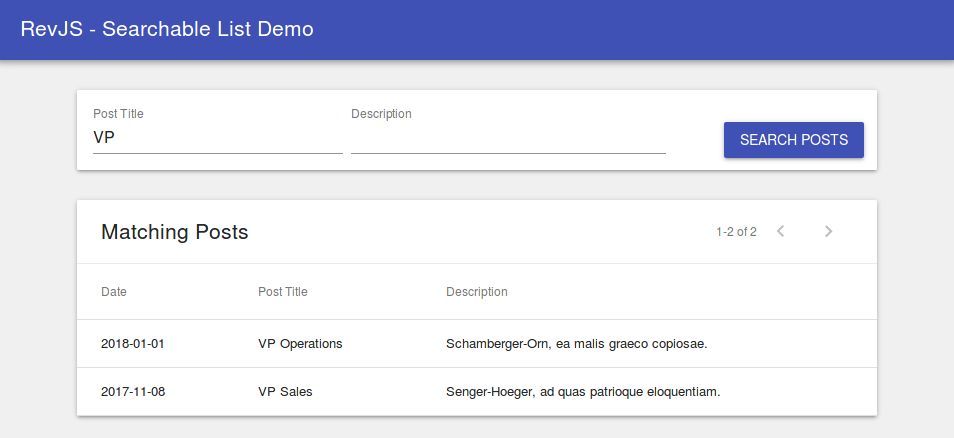 RevJS - Searchable List Demo
Post Title Description
VP
SEARCH POSTS
Matching Posts 1-2 of 2
Date Post Title Description
2018-01-01 VP Operations Schamberger-Orn, ea malis graeco copiosae.
2017-11-08 VP Sales Senger-Hoeger, ad quas patrioque eloquentiam.